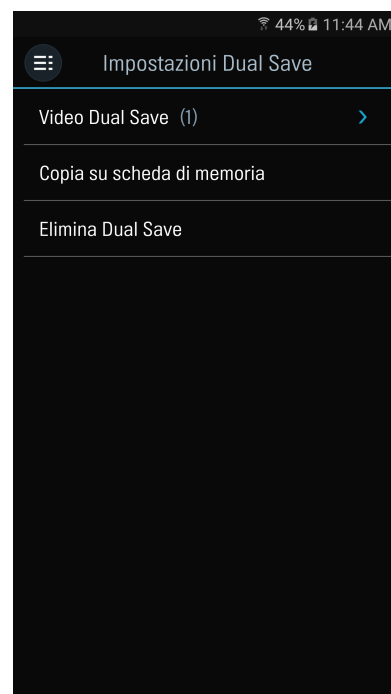 44% 11:44 AM
Impostazioni Dual Save
Video Dual Save (1)
Copia su scheda di memoria
Elimina Dual Save